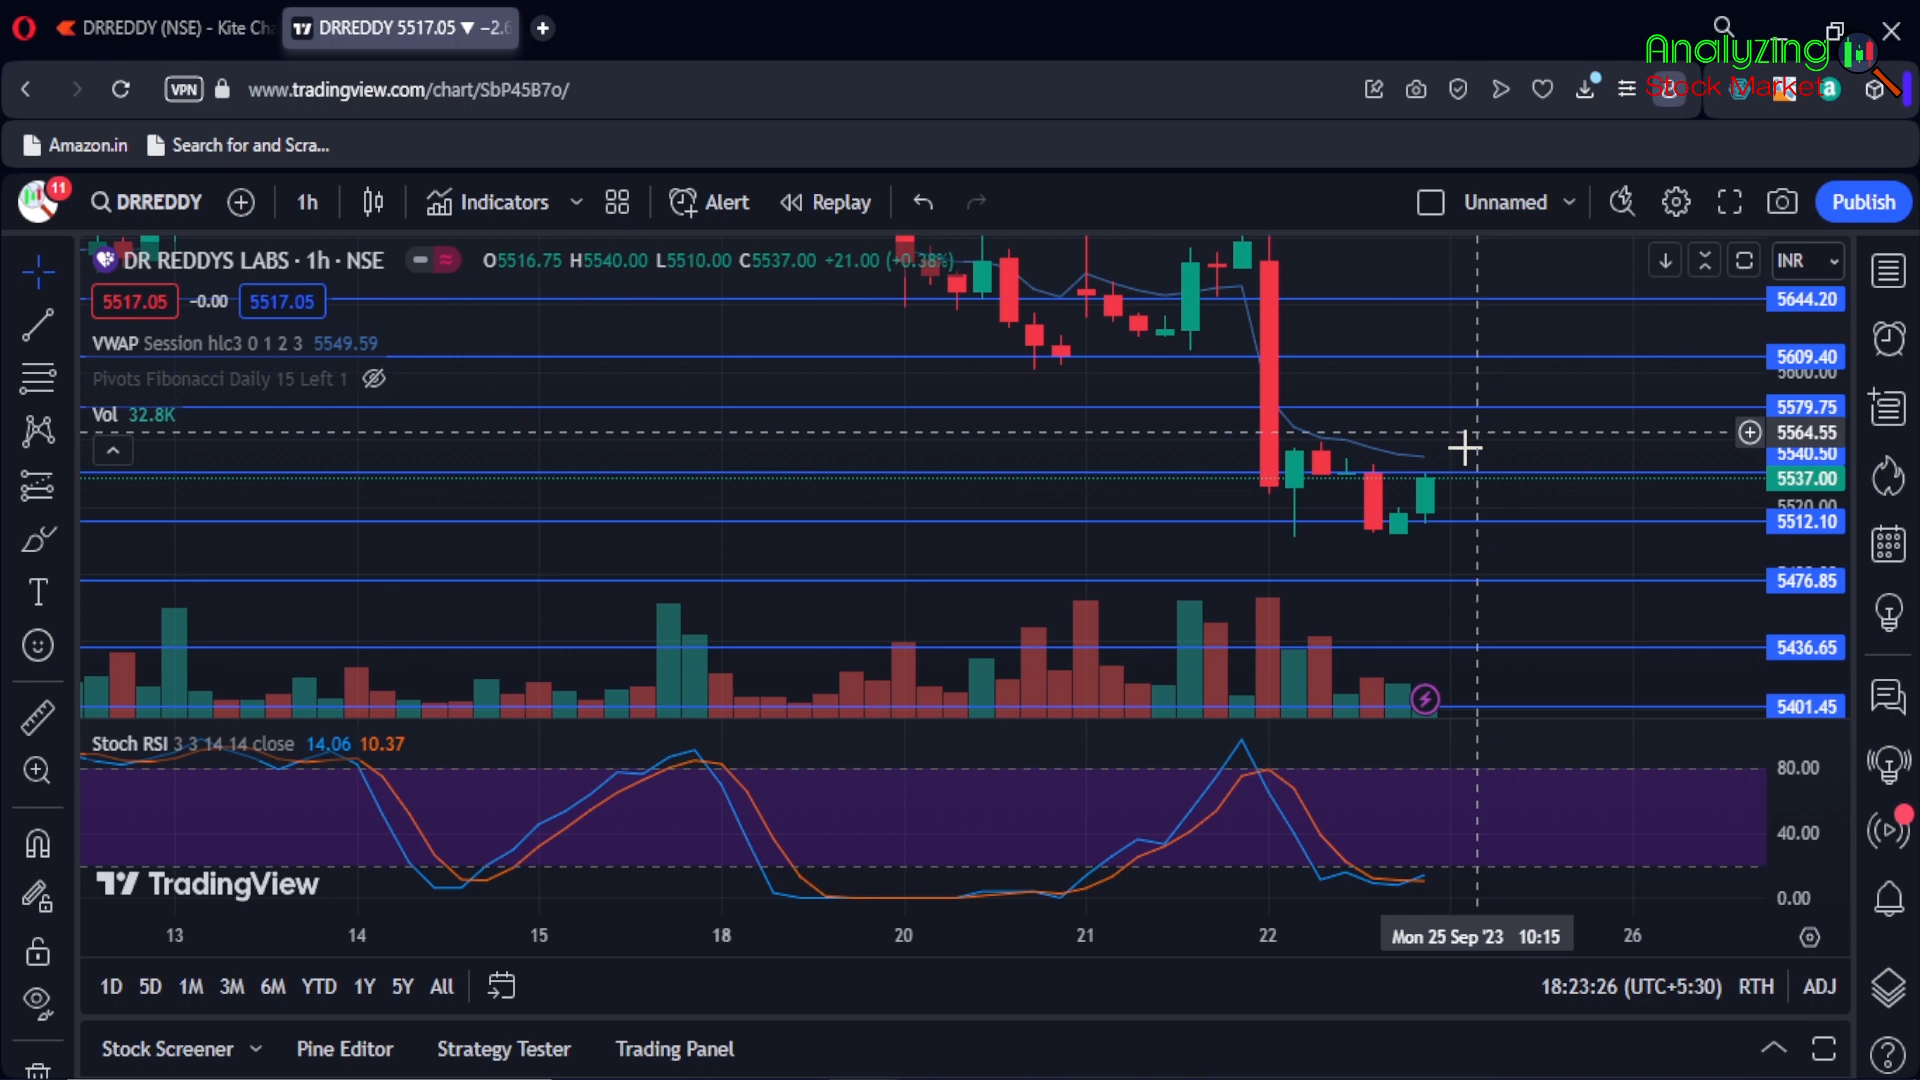 DRREDDY (NSE) - Kite Cha
DRREDDY 5517.05 ▼ −2.6
Analyzing
Stock Market
VPN
www.tradingview.com/chart/SbP45B7o/
a
Amazon.in
Search for and Scra...
11
DRREDDY
1h
Indicators
Alert
Replay
Unnamed
Publish
DR REDDYS LABS · 1h · NSE
O5516.75 H5540.00 L5510.00 C5537.00 +21.00 (+0.38%)
INR
5517.05
-0.00
5517.05
5644.20
VWAP Session hlc3 0 1 2 3 5549.59
5609.40
5600.00
Pivots Fibonacci Daily 15 Left 1
5579.75
Vol 32.8K
5564.55
5540.50
5537.00
5520.00
5512.10
5476.85
5436.65
5401.45
Stoch RSI 3 3 14 14 close 14.06 10.37
80.00
40.00
TradingView
0.00
13 14 15 18 20 21 22 Mon 25 Sep '23 10:15 26
1D 5D 1M 3M 6M YTD 1Y 5Y All
18:23:26 (UTC+5:30) RTH ADJ
Stock Screener
Pine Editor
Strategy Tester
Trading Panel